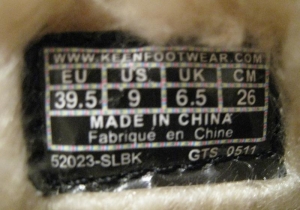 WWW.KEENFOOTWEAR.COM
EU US UK CM
39.5 9 6.5 26
MADE IN CHINA
Fabrique en Chine
52023-SLBK GTS 0511